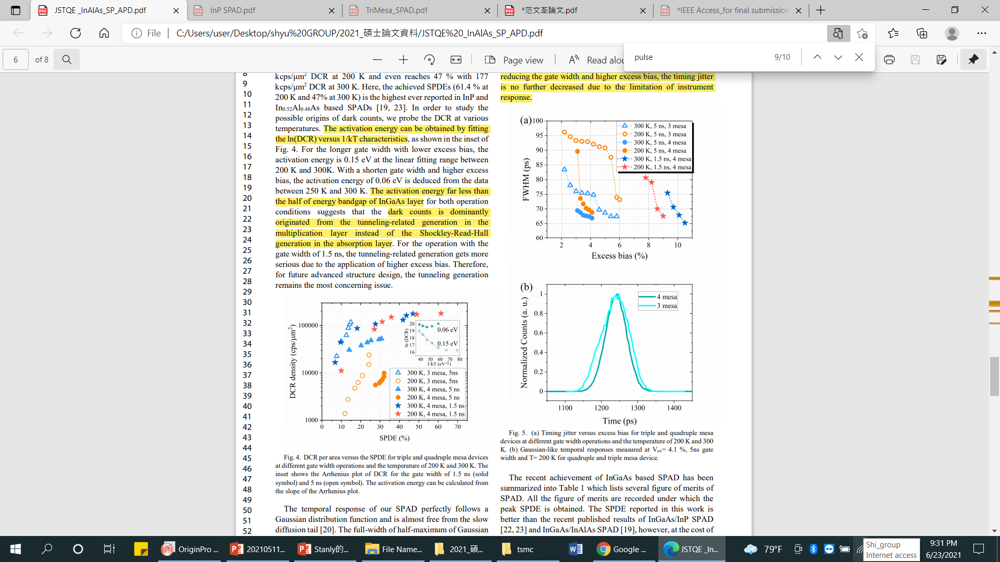 JSTQE _InAlAs_SP_APD.pdf
InP SPAD.pdf
TriMesa_SPAD.pdf
*范文荃論文.pdf
*IEEE Access_for final submission
File
C:/Users/user/Desktop/shyu%20GROUP/2021_碩士論文資料/JSTQE%20_InAlAs_SP_APD.pdf
6 of 8
Page view
Read alou
pulse 9/10
8
9
10
11
12
13
14
15
16
17
18
19
20
21
22
23
24
25
26
27
28
29
30
31
32
33
34
35
36
37
38
39
40
41
42
43
44
45
46
47
48
49
50
51
52
kcps/μm² DCR at 200 K and even reaches 47 % with 177
kcps/μm² DCR at 300 K. Here, the achieved SPDEs (61.4 % at
200 K and 47% at 300 K) is the highest ever reported in InP and
In0.52Al0.48As based SPADs [19, 23]. In order to study the
possible origins of dark counts, we probe the DCR at various
temperatures. The activation energy can be obtained by fitting
the ln(DCR) versus 1/kT characteristics, as shown in the inset of
Fig. 4. For the longer gate width with lower excess bias, the
activation energy is 0.15 eV at the linear fitting range between
200 K and 300K. With a shorten gate width and higher excess
bias, the activation energy of 0.06 eV is deduced from the data
between 250 K and 300 K. The activation energy far less than
the half of energy bandgap of InGaAs layer for both operation
conditions suggests that the dark counts is dominantly
originated from the tunneling-related generation in the
multiplication layer instead of the Shockley-Read-Hall
generation in the absorption layer. For the operation with the
gate width of 1.5 ns, the tunneling-related generation gets more
serious due to the application of higher excess bias. Therefore,
for future advanced structure design, the tunneling generation
remains the most concerning issue.
DCR density (cps/μm²)
100000
10000
1000
0 10 20 30 40 50 60 70
SPDE (%)
ln (DCR)
20
19
18
17
16
0.06 eV
0.15 eV
40 50 60 70 80
1/kT (eV⁻¹)
300 K, 3 mesa, 5ns
200 K, 3 mesa, 5ns
300 K, 4 mesa, 5 ns
200 K, 4 mesa, 5 ns
300 K, 4 mesa, 1.5 ns
200 K, 4 mesa, 1.5 ns
Fig. 4. DCR per area versus the SPDE for triple and quadruple mesa devices
at different gate width operations and the temperature of 200 K and 300 K. The
inset shows the Arrhenius plot of DCR for the gate width of 1.5 ns (solid
symbol) and 5 ns (open symbol). The activation energy can be calculated from
the slope of the Arrhenius plot.
The temporal response of our SPAD perfectly follows a
Gaussian distribution function and is almost free from the slow
diffusion tail [20]. The full-width of half-maximum of Gaussian
reducing the gate width and higher excess bias, the timing jitter
is no further decreased due to the limitation of instrument
response.
(a)
FWHM (ps)
100
95
90
85
80
75
70
65
60
2 4 6 8 10
Excess bias (%)
300 K, 5 ns, 3 mesa
200 K, 5 ns, 3 mesa
300 K, 5 ns, 4 mesa
200 K, 5 ns, 4 mesa
300 K, 1.5 ns, 4 mesa
200 K, 1.5 ns, 4 mesa
(b)
Normalized Counts (a. u.)
1
0.8
0.6
0.4
0.2
0
1100 1200 1300 1400
Time (ps)
4 mesa
3 mesa
Fig. 5. (a) Timing jitter versus excess bias for triple and quadruple mesa
devices at different gate width operations and the temperature of 200 K and 300
K. (b) Gaussian-like temporal responses measured at Vex= 4.1 %, 5ns gate
width and T= 200 K for quadruple and triple mesa device.
The recent achievement of InGaAs based SPAD has been
summarized into Table 1 which lists several figure of merits of
SPAD. All the figure of merits are recorded under which the
peak SPDE is obtained. The SPDE reported in this work is
better than the recent published results of InGaAs/InP SPAD
[22, 23] and InGaAs/InAlAs SPAD [19], however, at the cost of
OriginPro ...
20210511...
Stanly的...
File Name...
2021_碩...
tsmc
Google ...
JSTQE _In...
79°F
Shi_group
Internet access
9:31 PM
6/23/2021